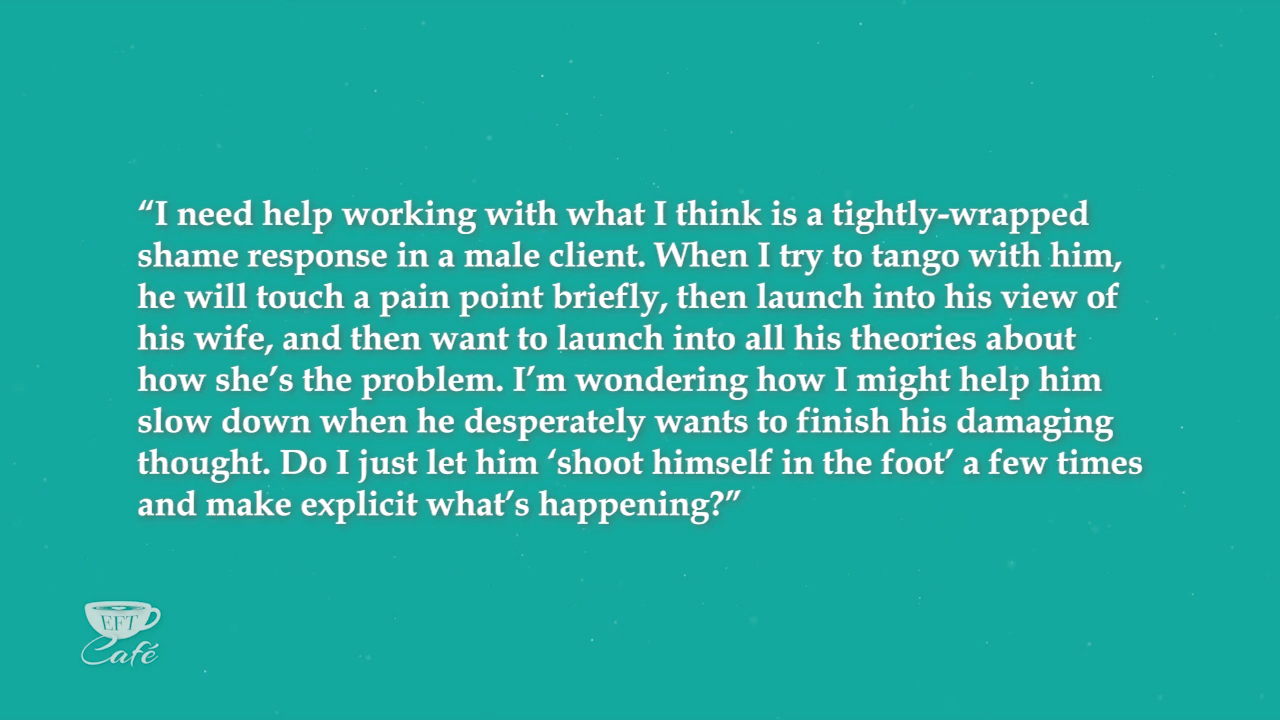 “I need help working with what I think is a tightly-wrapped
shame response in a male client. When I try to tango with him,
he will touch a pain point briefly, then launch into his view of
his wife, and then want to launch into all his theories about
how she’s the problem. I’m wondering how I might help him
slow down when he desperately wants to finish his damaging
thought. Do I just let him ‘shoot himself in the foot’ a few times
and make explicit what’s happening?”
EFT
Café